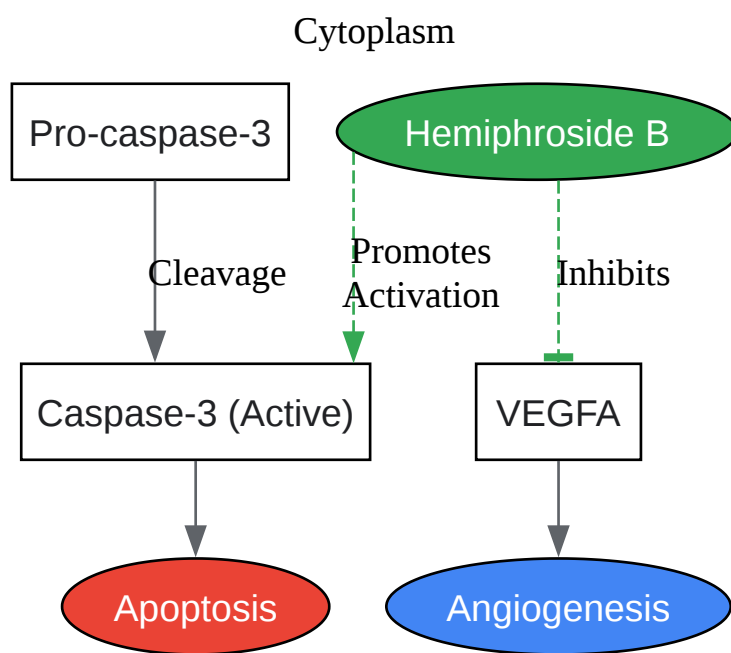 Cytoplasm
Pro-caspase-3
Hemiphroside B
Cleavage
Promotes
Activation
Inhibits
Caspase-3 (Active)
VEGFA
Apoptosis
Angiogenesis